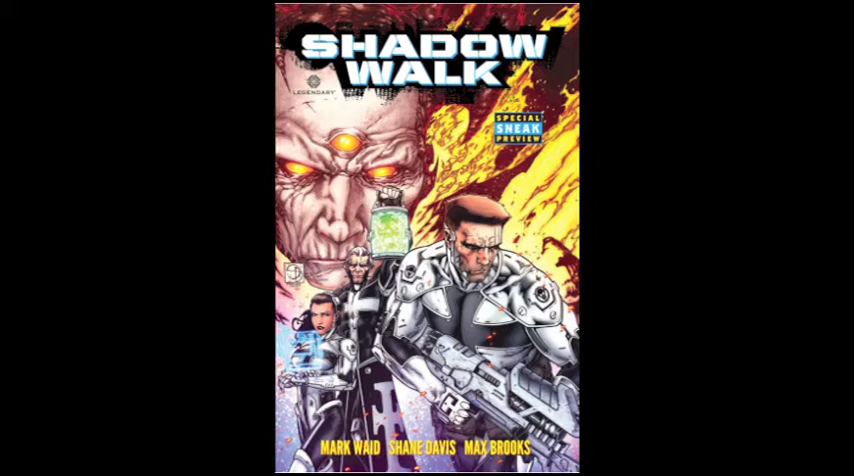 SHADOW
WALK
LEGENDARY
SPECIAL
SNEAK
PREVIEW
MARK WAID SHANE DAVIS MAX BROOKS